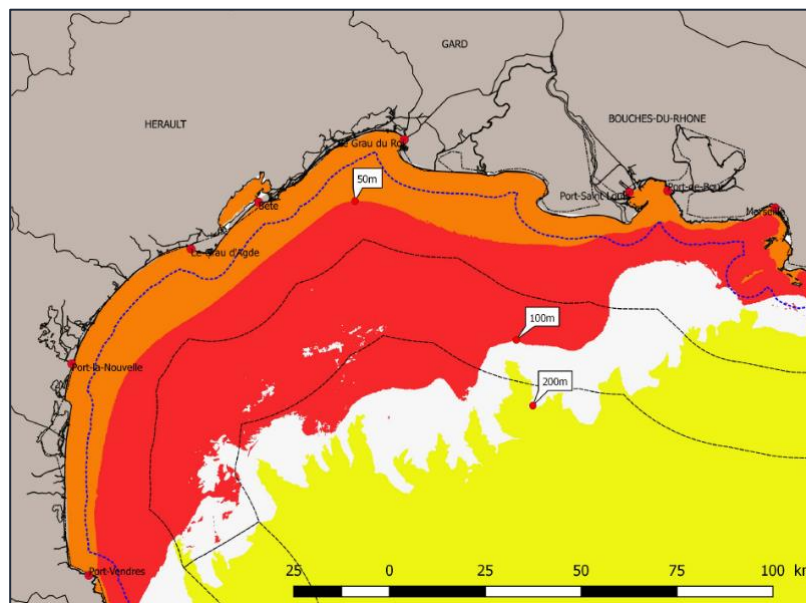 GARD
HERAULT
BOUCHES-DU-RHONE
Le Grau du Roi
50m
Port-Saint Louis
Port-de-Bouc
Sète
Marseille
Le Grau d'Agde
100m
Port-la-Nouvelle
200m
Port-Vendres
25 0 25 50 75 100 km